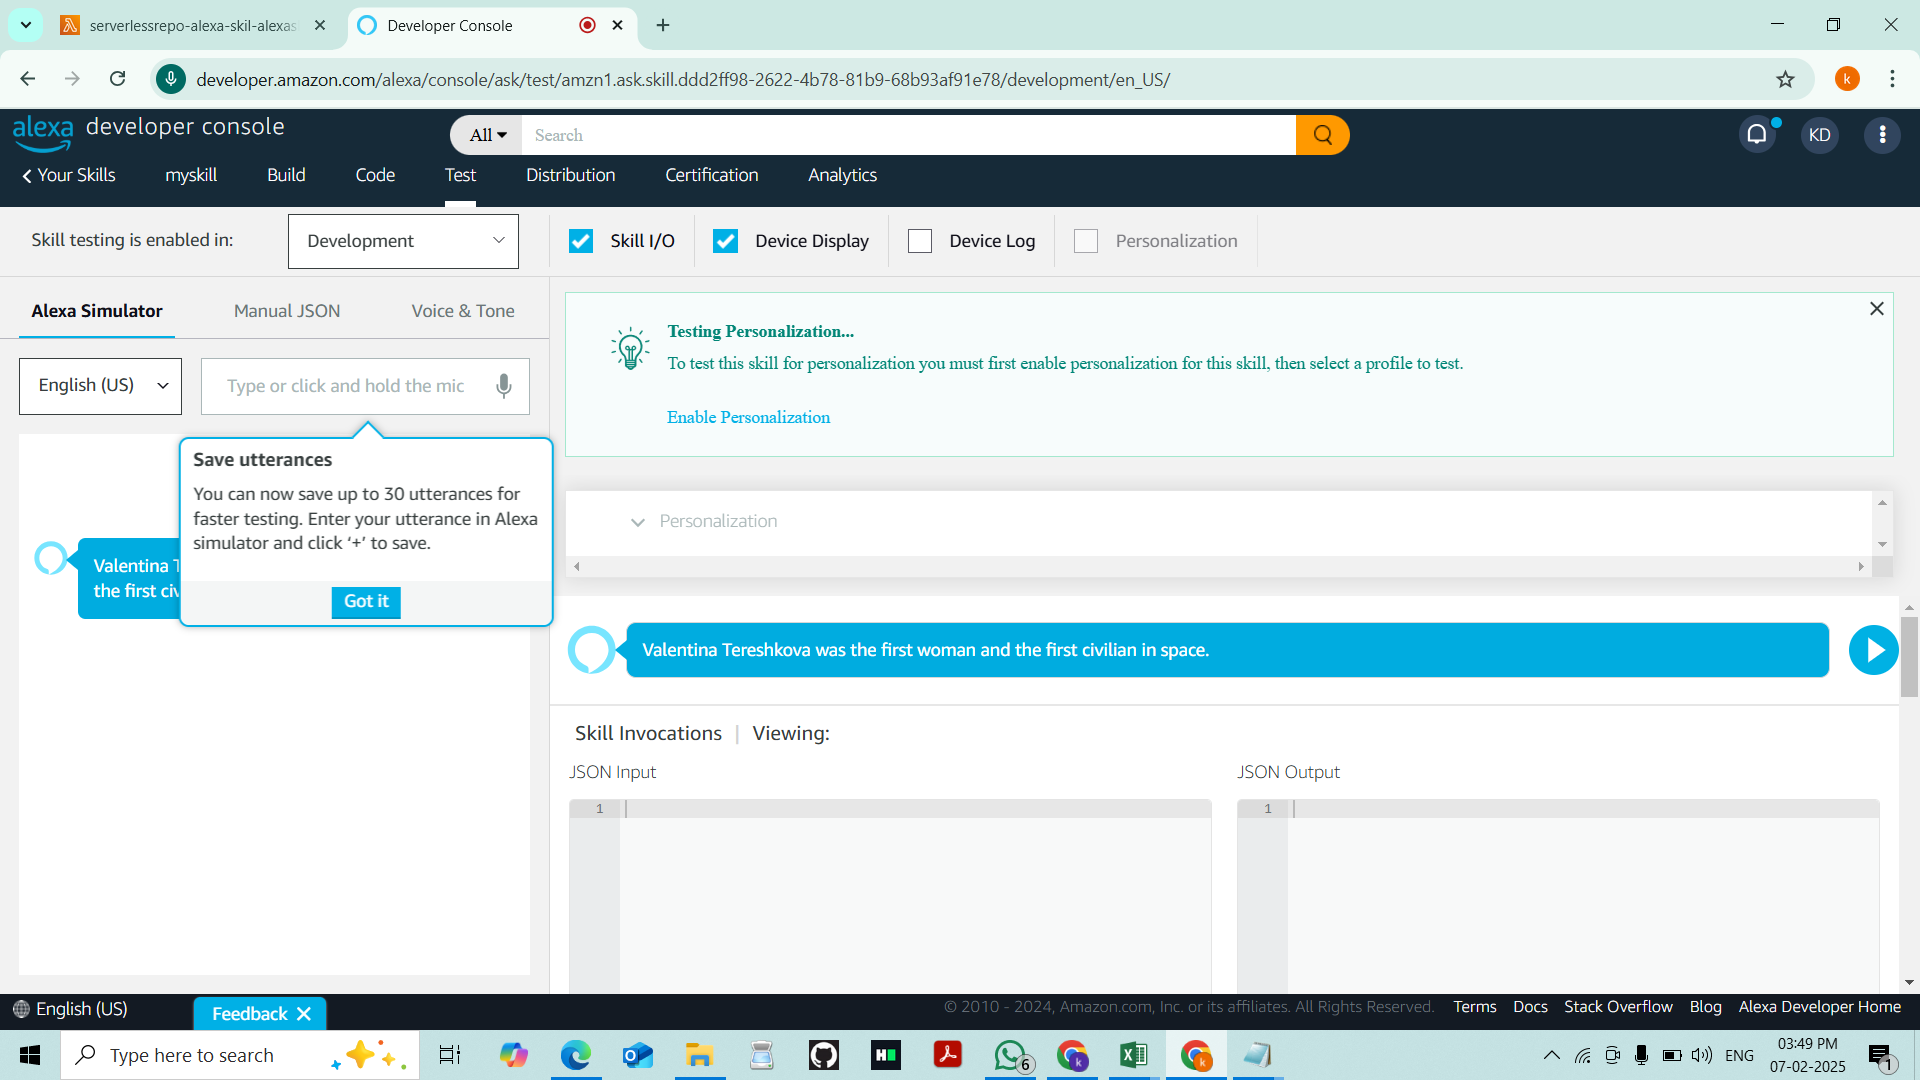 serverlessrepo-alexa-skil-alexas
Developer Console
developer.amazon.com/alexa/console/ask/test/amzn1.ask.skill.ddd2ff98-2622-4b78-81b9-68b93af91e78/development/en_US/
k
alexa developer console
All
Search
KD
Your Skills
myskill
Build
Code
Test
Distribution
Certification
Analytics
Skill testing is enabled in:
Development
Skill I/O
Device Display
Device Log
Personalization
Alexa Simulator
Manual JSON
Voice & Tone
English (US)
Type or click and hold the mic
Save utterances
You can now save up to 30 utterances for
faster testing. Enter your utterance in Alexa
simulator and click ‘+’ to save.
Got it
Valentina T
the first civ
Testing Personalization...
To test this skill for personalization you must first enable personalization for this skill, then select a profile to test.
Enable Personalization
Personalization
Valentina Tereshkova was the first woman and the first civilian in space.
Skill Invocations | Viewing:
JSON Input
JSON Output
1
1
English (US)
Feedback
© 2010 - 2024, Amazon.com, Inc. or its affiliates. All Rights Reserved.
Terms
Docs
Stack Overflow
Blog
Alexa Developer Home
Type here to search
6
ENG
03:49 PM
07-02-2025
1